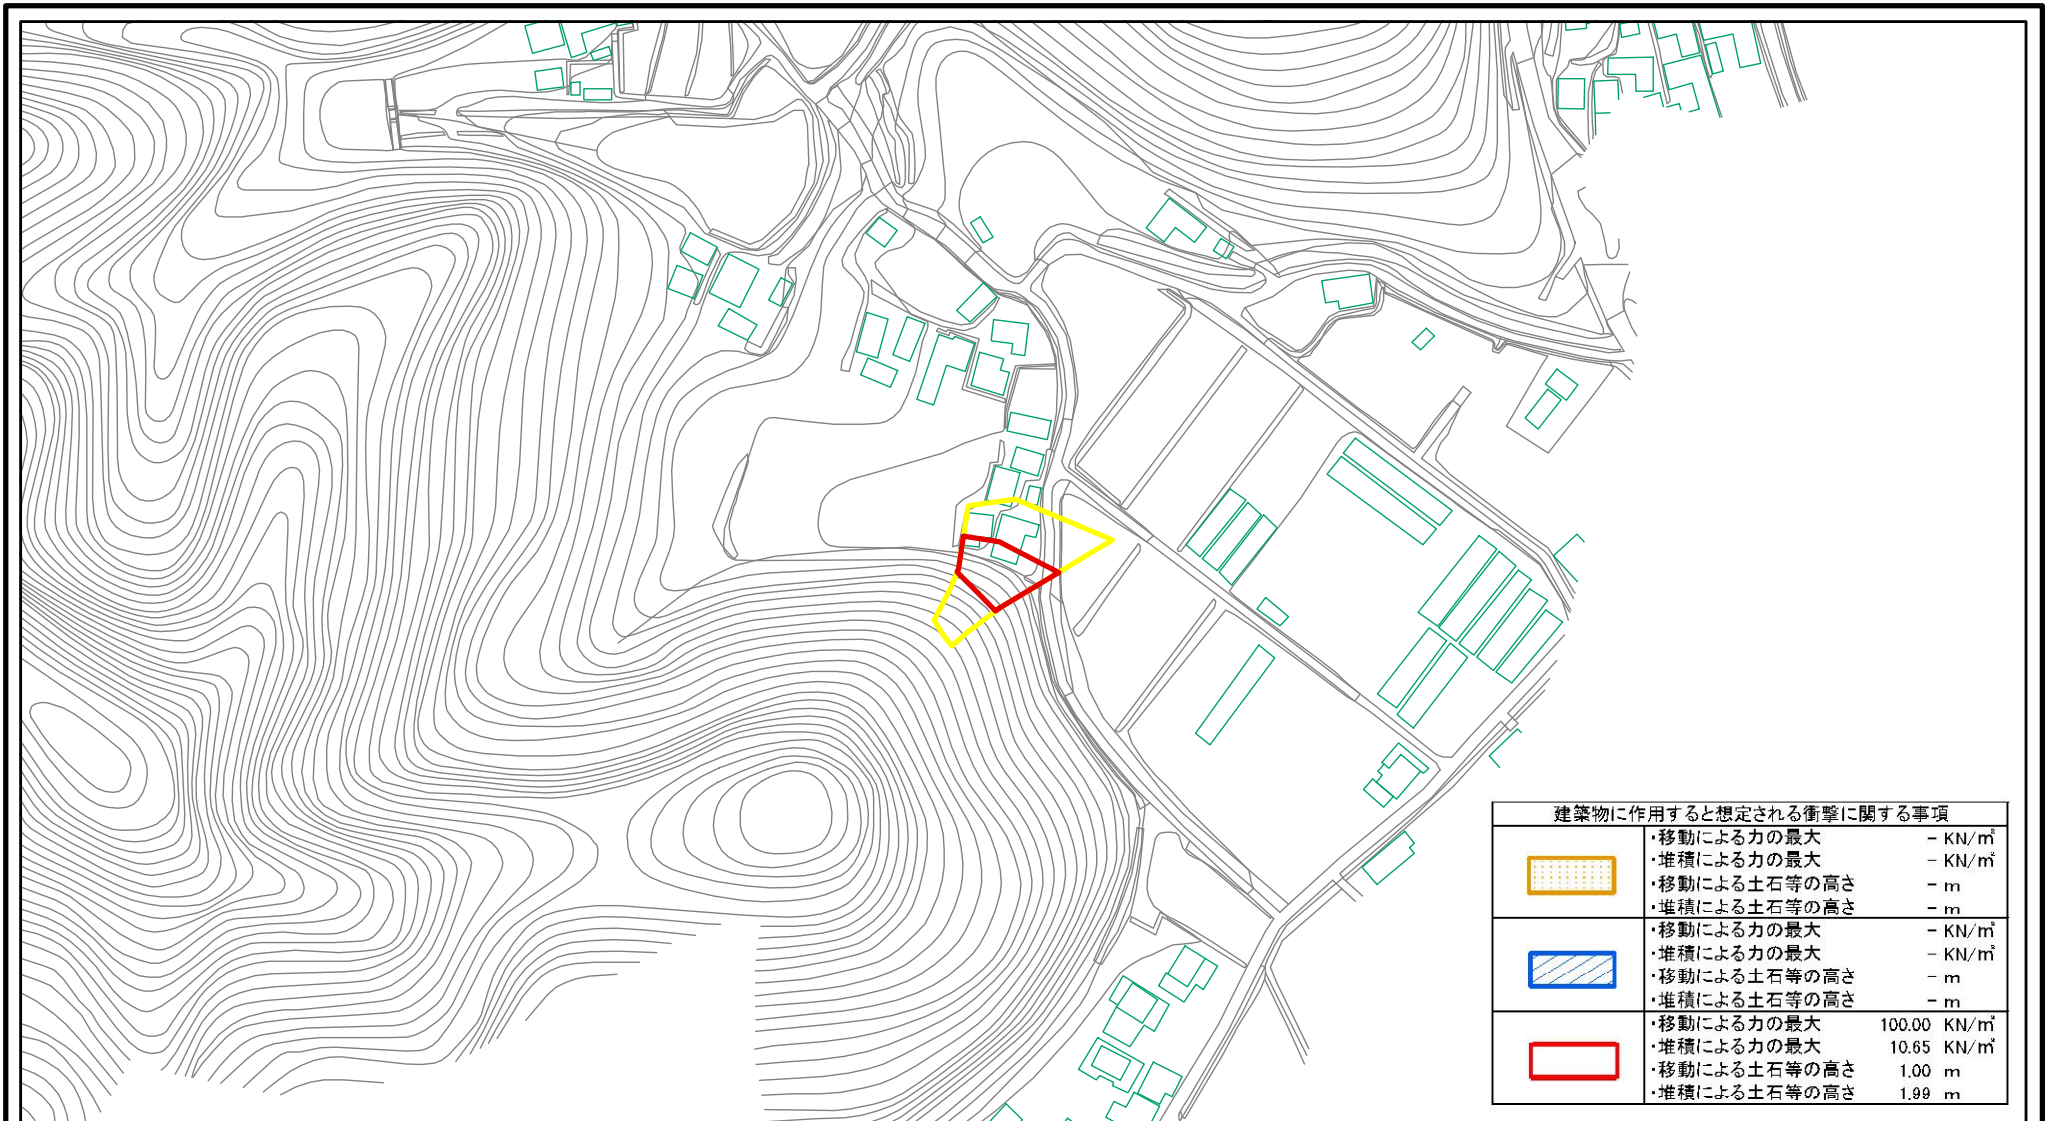 建築物に作用すると想定される衝撃に関する事項
・移動による力の最大 - KN/㎡
・堆積による力の最大 - KN/㎡
・移動による土石等の高さ - m
・堆積による土石等の高さ - m
・移動による力の最大 - KN/㎡
・堆積による力の最大 - KN/㎡
・移動による土石等の高さ - m
・堆積による土石等の高さ - m
・移動による力の最大 100.00 KN/㎡
・堆積による力の最大 10.65 KN/㎡
・移動による土石等の高さ 1.00 m
・堆積による土石等の高さ 1.99 m